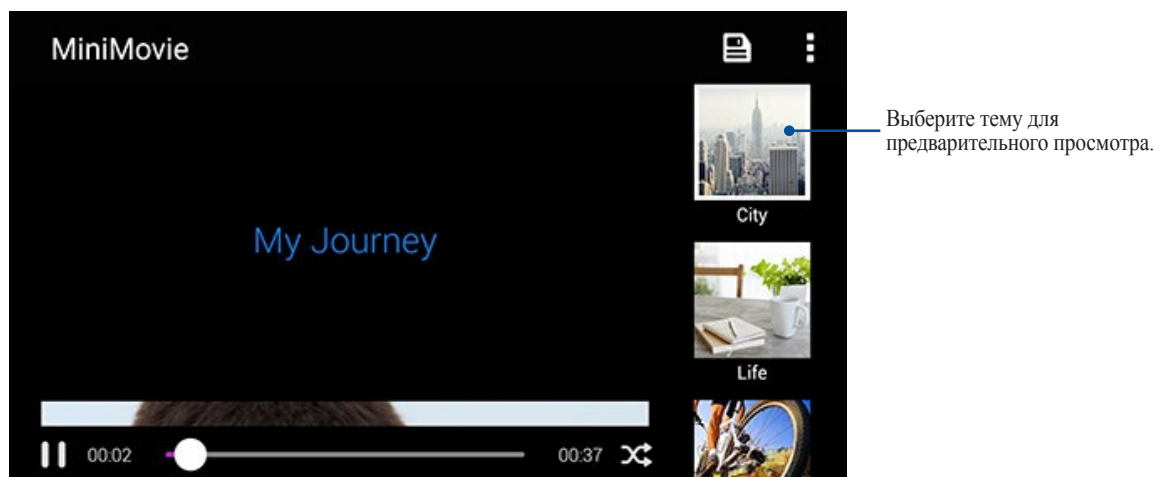 MiniMovie
Выберите тему для
предварительного просмотра.
City
My Journey
Life
00:02
00:37